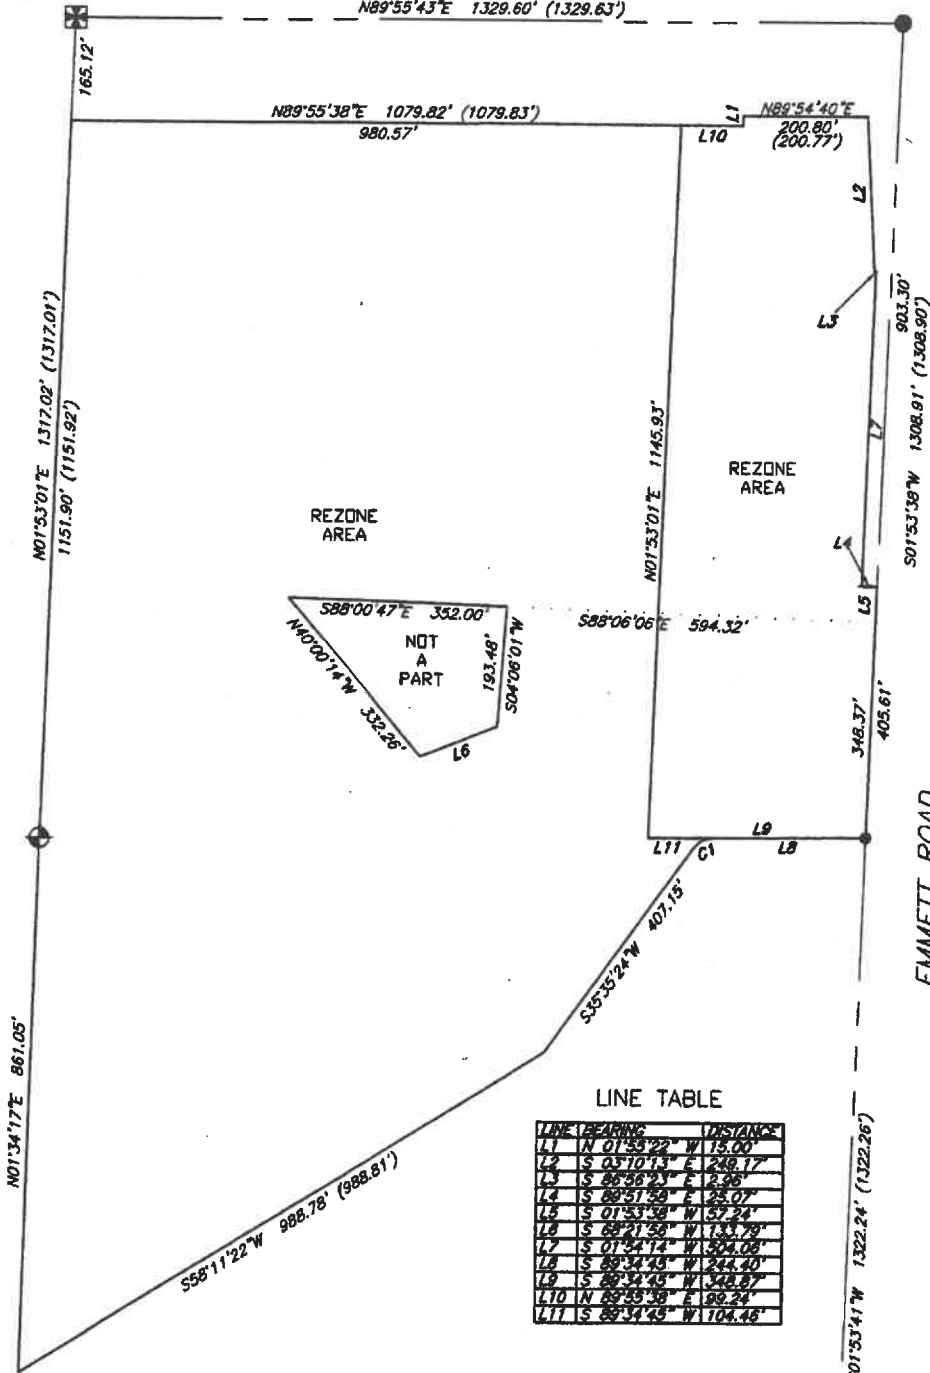 N89°55'43"E 1329.60' (1329.63')
165.12'
N89°55'38"E 1079.82' (1079.83')
980.57'
L1
L10
N89°54'40"E
200.80'
(200.77')
L2
L3
903.30'
S01°53'38"W 1308.91' (1308.90')
N01°53'01"E 1317.02' (1317.01')
1151.90' (1151.92')
N01°53'01"E 1145.93'
L7
REZONE
AREA
REZONE
AREA
L4
L5
S88°00'47"E 352.00'
S88°06'06"E 594.32'
NOT
A
PART
N40°00'14"W 332.26'
193.48'
S04°06'01"W
L6
348.37'
405.61'
L9
L11
C1
L8
EMMETT ROAD
S35°35'24"W 407.15'
N01°34'17"E 861.05'
S58°11'22"W 988.78' (988.81')
01°53'41"W 1322.24' (1322.26')
LINE TABLE
LINE BEARING DISTANCE
L1 N 01°55'22" W 15.00'
L2 S 03°10'13" E 249.17'
L3 S 86°56'23" E 2.96'
L4 S 89°51'58" E 25.07'
L5 S 01°53'38" W 57.24'
L6 S 68°21'56" W 133.79'
L7 S 01°54'14" W 504.06'
L8 S 89°34'45" W 244.40'
L9 S 89°34'45" W 348.87'
L10 N 89°55'38" E 99.24'
L11 S 89°34'45" W 104.46'